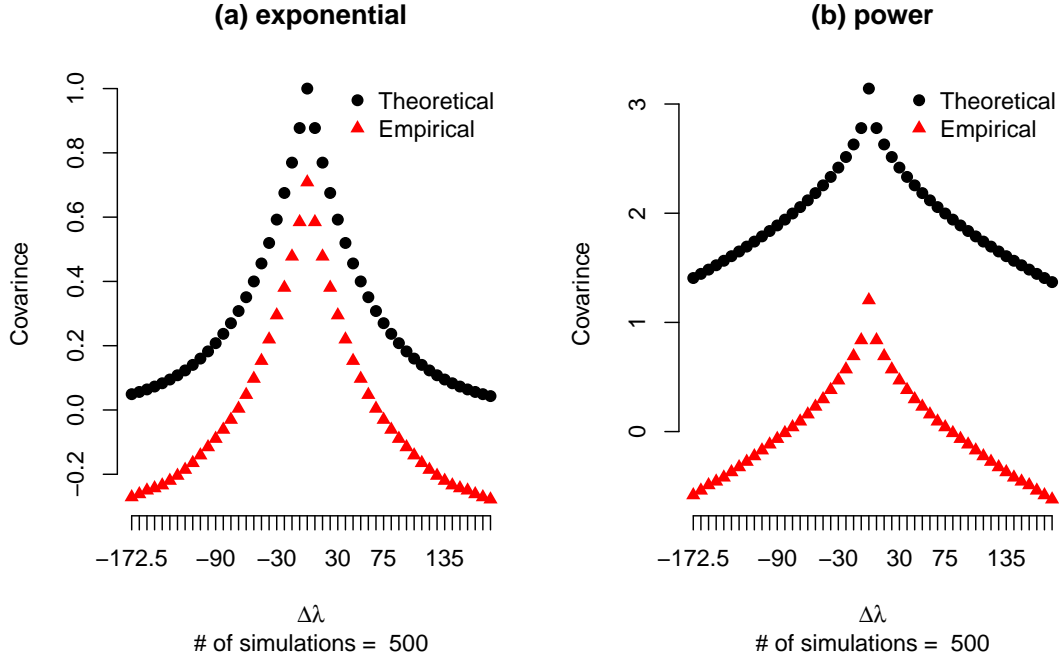 (a) exponential
Theoretical
Empirical
Covarince
1.0
0.8
0.6
0.4
0.2
0.0
−0.2
−172.5 −90 −30 30 75 135
Δλ
# of simulations = 500
(b) power
Theoretical
Empirical
Covarince
3
2
1
0
−172.5 −90 −30 30 75 135
Δλ
# of simulations = 500